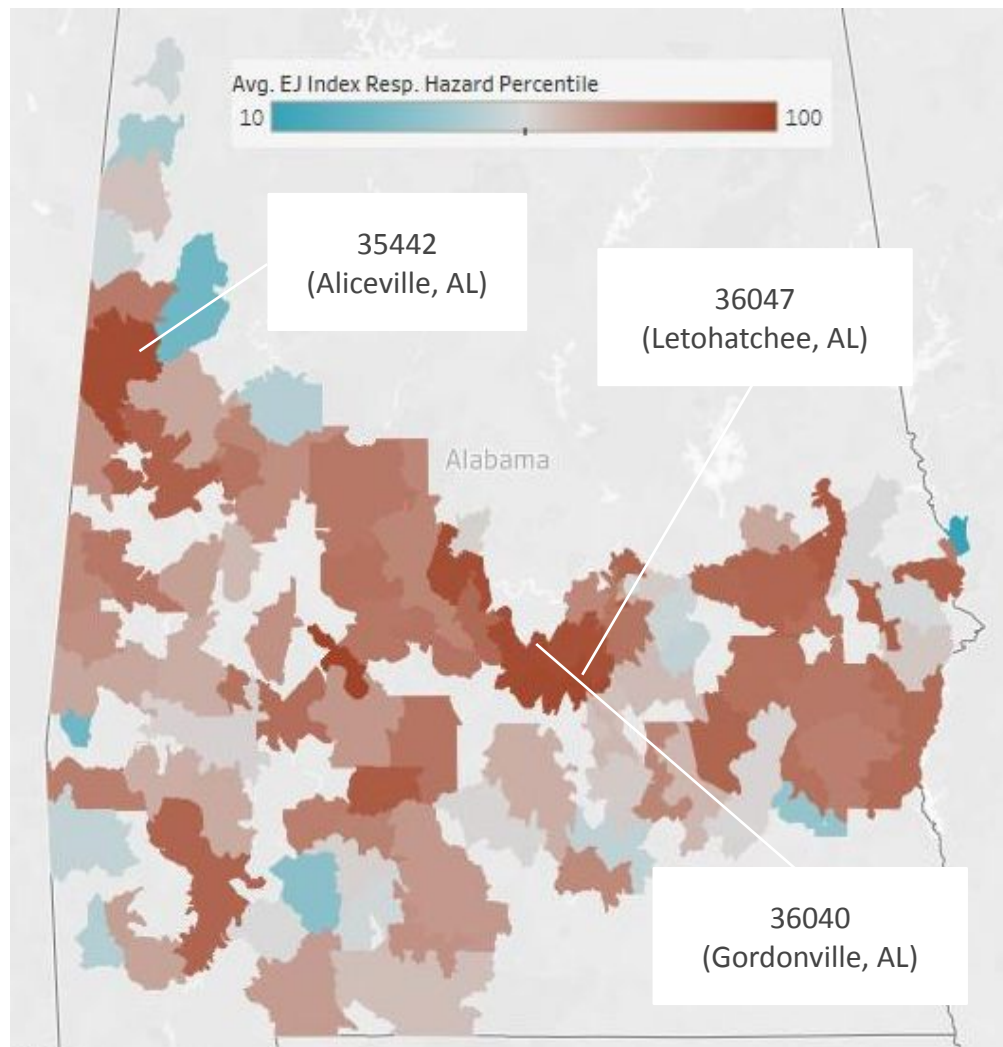 Avg. EJ Index Resp. Hazard Percentile
10 100
35442
(Aliceville, AL)
36047
(Letohatchee, AL)
Alabama
36040
(Gordonville, AL)